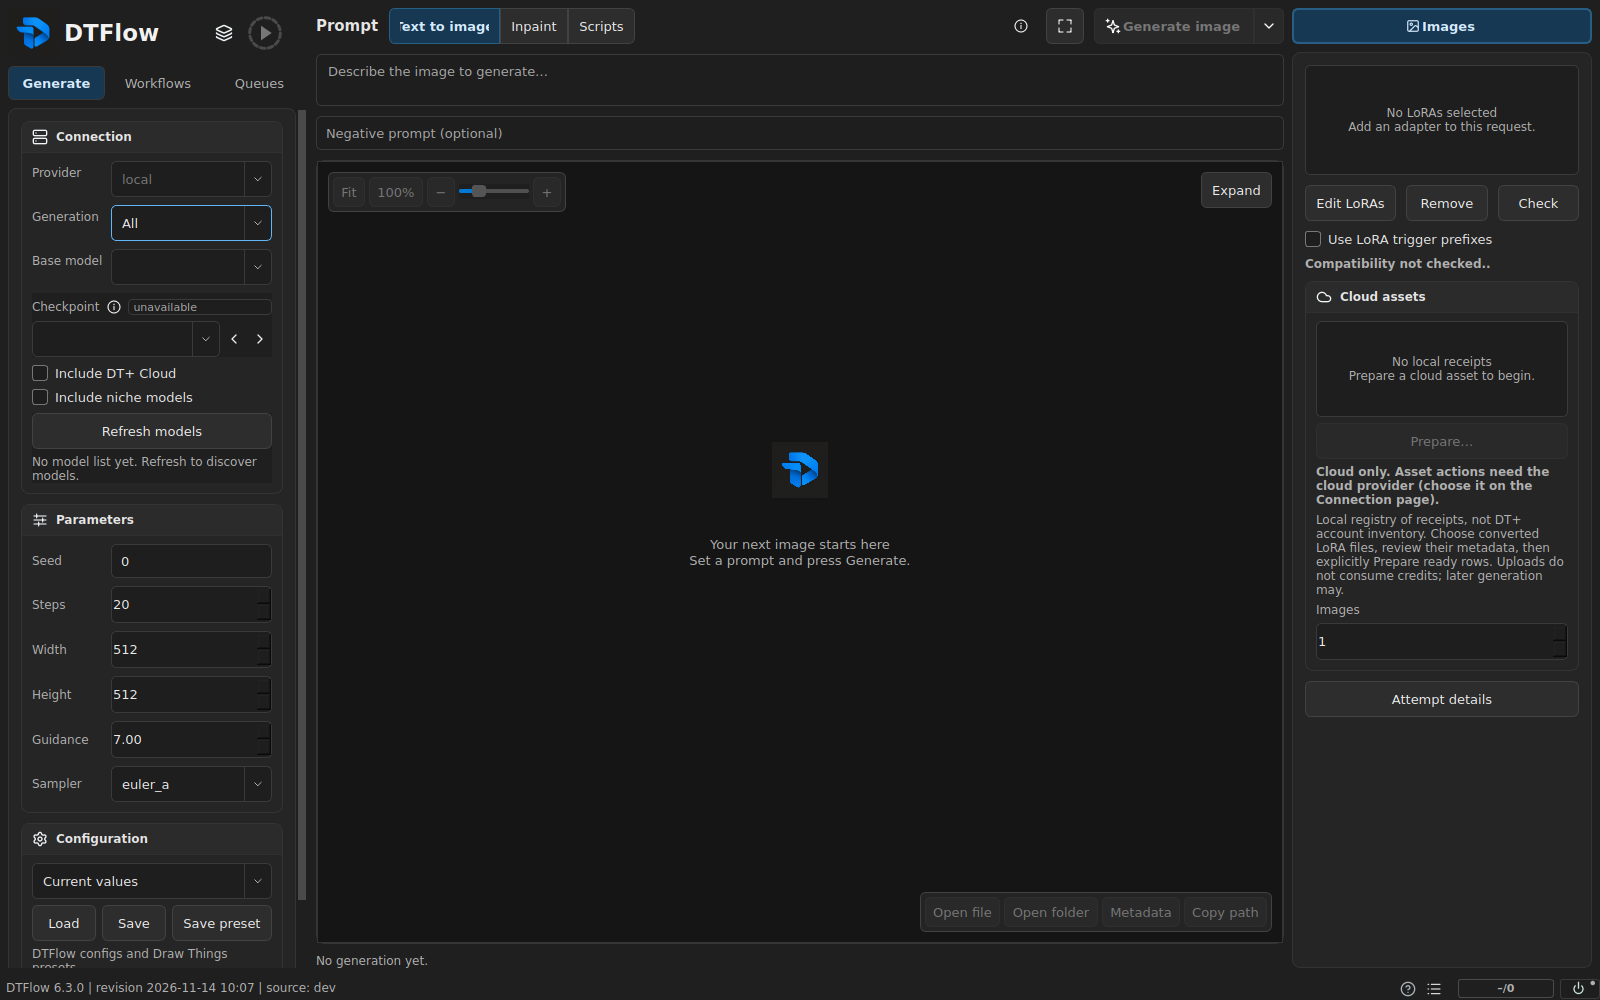 DTFlow
Generate
Workflows
Queues
Connection
Provider
local
Generation
All
Base model
Checkpoint
unavailable
Include DT+ Cloud
Include niche models
Refresh models
No model list yet. Refresh to discover
models.
Parameters
Seed
0
Steps
20
Width
512
Height
512
Guidance
7.00
Sampler
euler_a
Configuration
Current values
Load
Save
Save preset
DTFlow configs and Draw Things
presets
Prompt
Text to image
Inpaint
Scripts
Generate image
Describe the image to generate...
Negative prompt (optional)
Fit
100%
−
+
Expand
Your next image starts here
Set a prompt and press Generate.
Open file
Open folder
Metadata
Copy path
No generation yet.
Images
No LoRAs selected
Add an adapter to this request.
Edit LoRAs
Remove
Check
Use LoRA trigger prefixes
Compatibility not checked..
Cloud assets
No local receipts
Prepare a cloud asset to begin.
Prepare...
Cloud only. Asset actions need the
cloud provider (choose it on the
Connection page).
Local registry of receipts, not DT+
account inventory. Choose converted
LoRA files, review their metadata, then
explicitly Prepare ready rows. Uploads do
not consume credits; later generation
may.
Images
1
Attempt details
DTFlow 6.3.0 | revision 2026-11-14 10:07 | source: dev
–/0